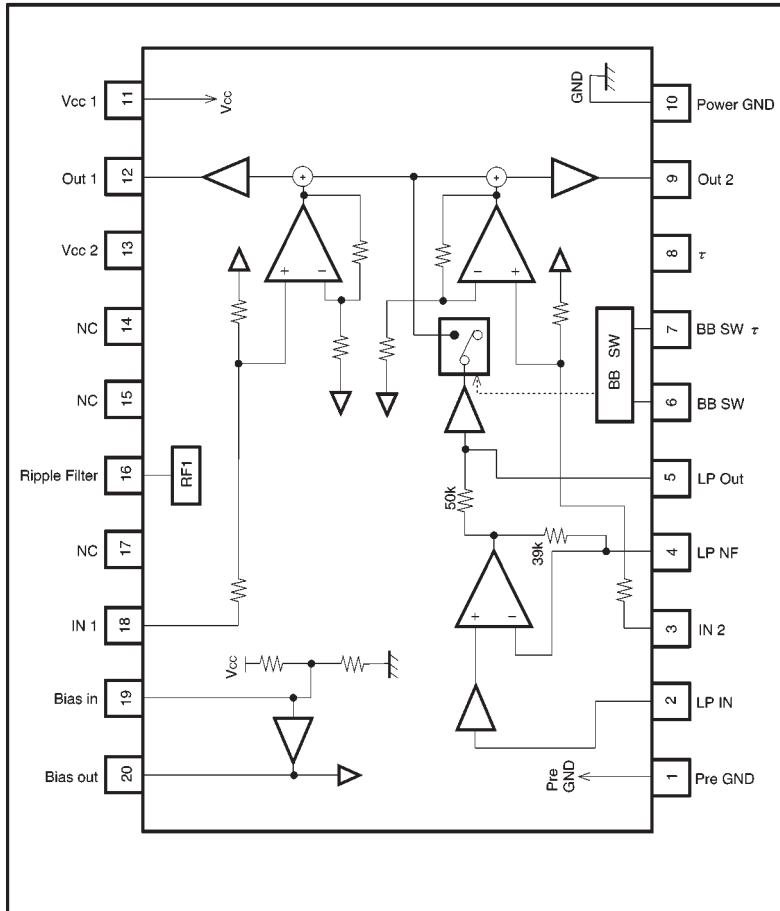 Vcc 1
11
Vcc
GND
10
Power GND
Out 1
12
+
+
9
Out 2
Vcc 2
13
+
−
−
+
8
τ
NC
14
BB SW
7
BB SW τ
NC
15
6
BB SW
Ripple Filter
16
RF1
50k
5
LP Out
NC
17
39k
4
LP NF
IN 1
18
+
−
3
IN 2
Bias in
19
Vcc
2
LP IN
Bias out
20
Pre
GND
1
Pre GND